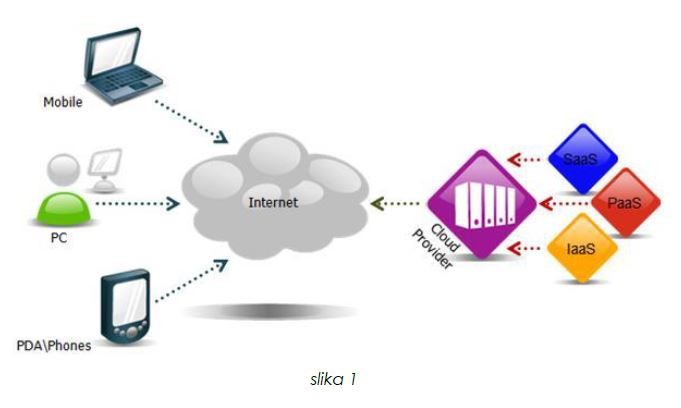 Mobile
PC
PDA\Phones
Internet
Cloud
Provider
SaaS
PaaS
IaaS
slika 1